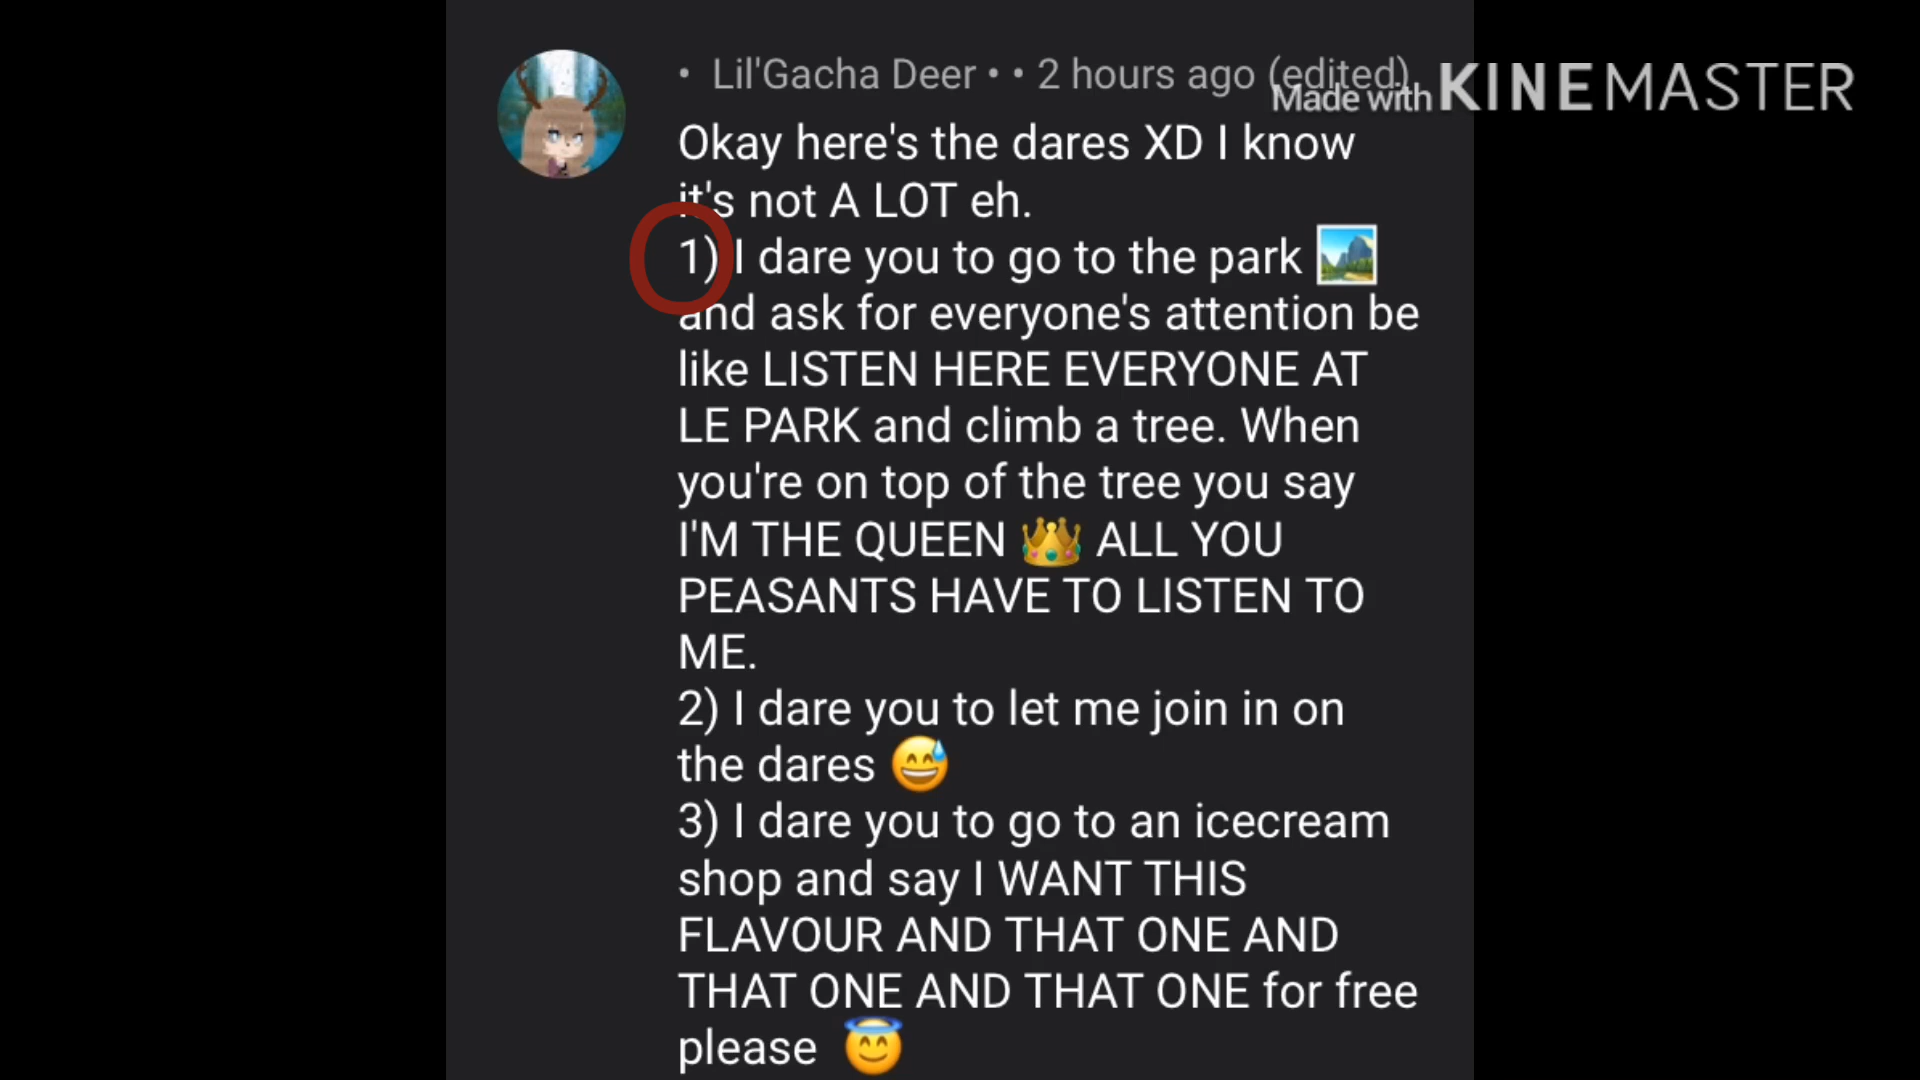 • Lil'Gacha Deer • • 2 hours ago (edited)
Made with KINEMASTER
Okay here's the dares XD I know
it's not A LOT eh.
1) I dare you to go to the park 🏞️
and ask for everyone's attention be
like LISTEN HERE EVERYONE AT
LE PARK and climb a tree. When
you're on top of the tree you say
I'M THE QUEEN 👑 ALL YOU
PEASANTS HAVE TO LISTEN TO
ME.
2) I dare you to let me join in on
the dares 😅
3) I dare you to go to an icecream
shop and say I WANT THIS
FLAVOUR AND THAT ONE AND
THAT ONE AND THAT ONE for free
please 😇